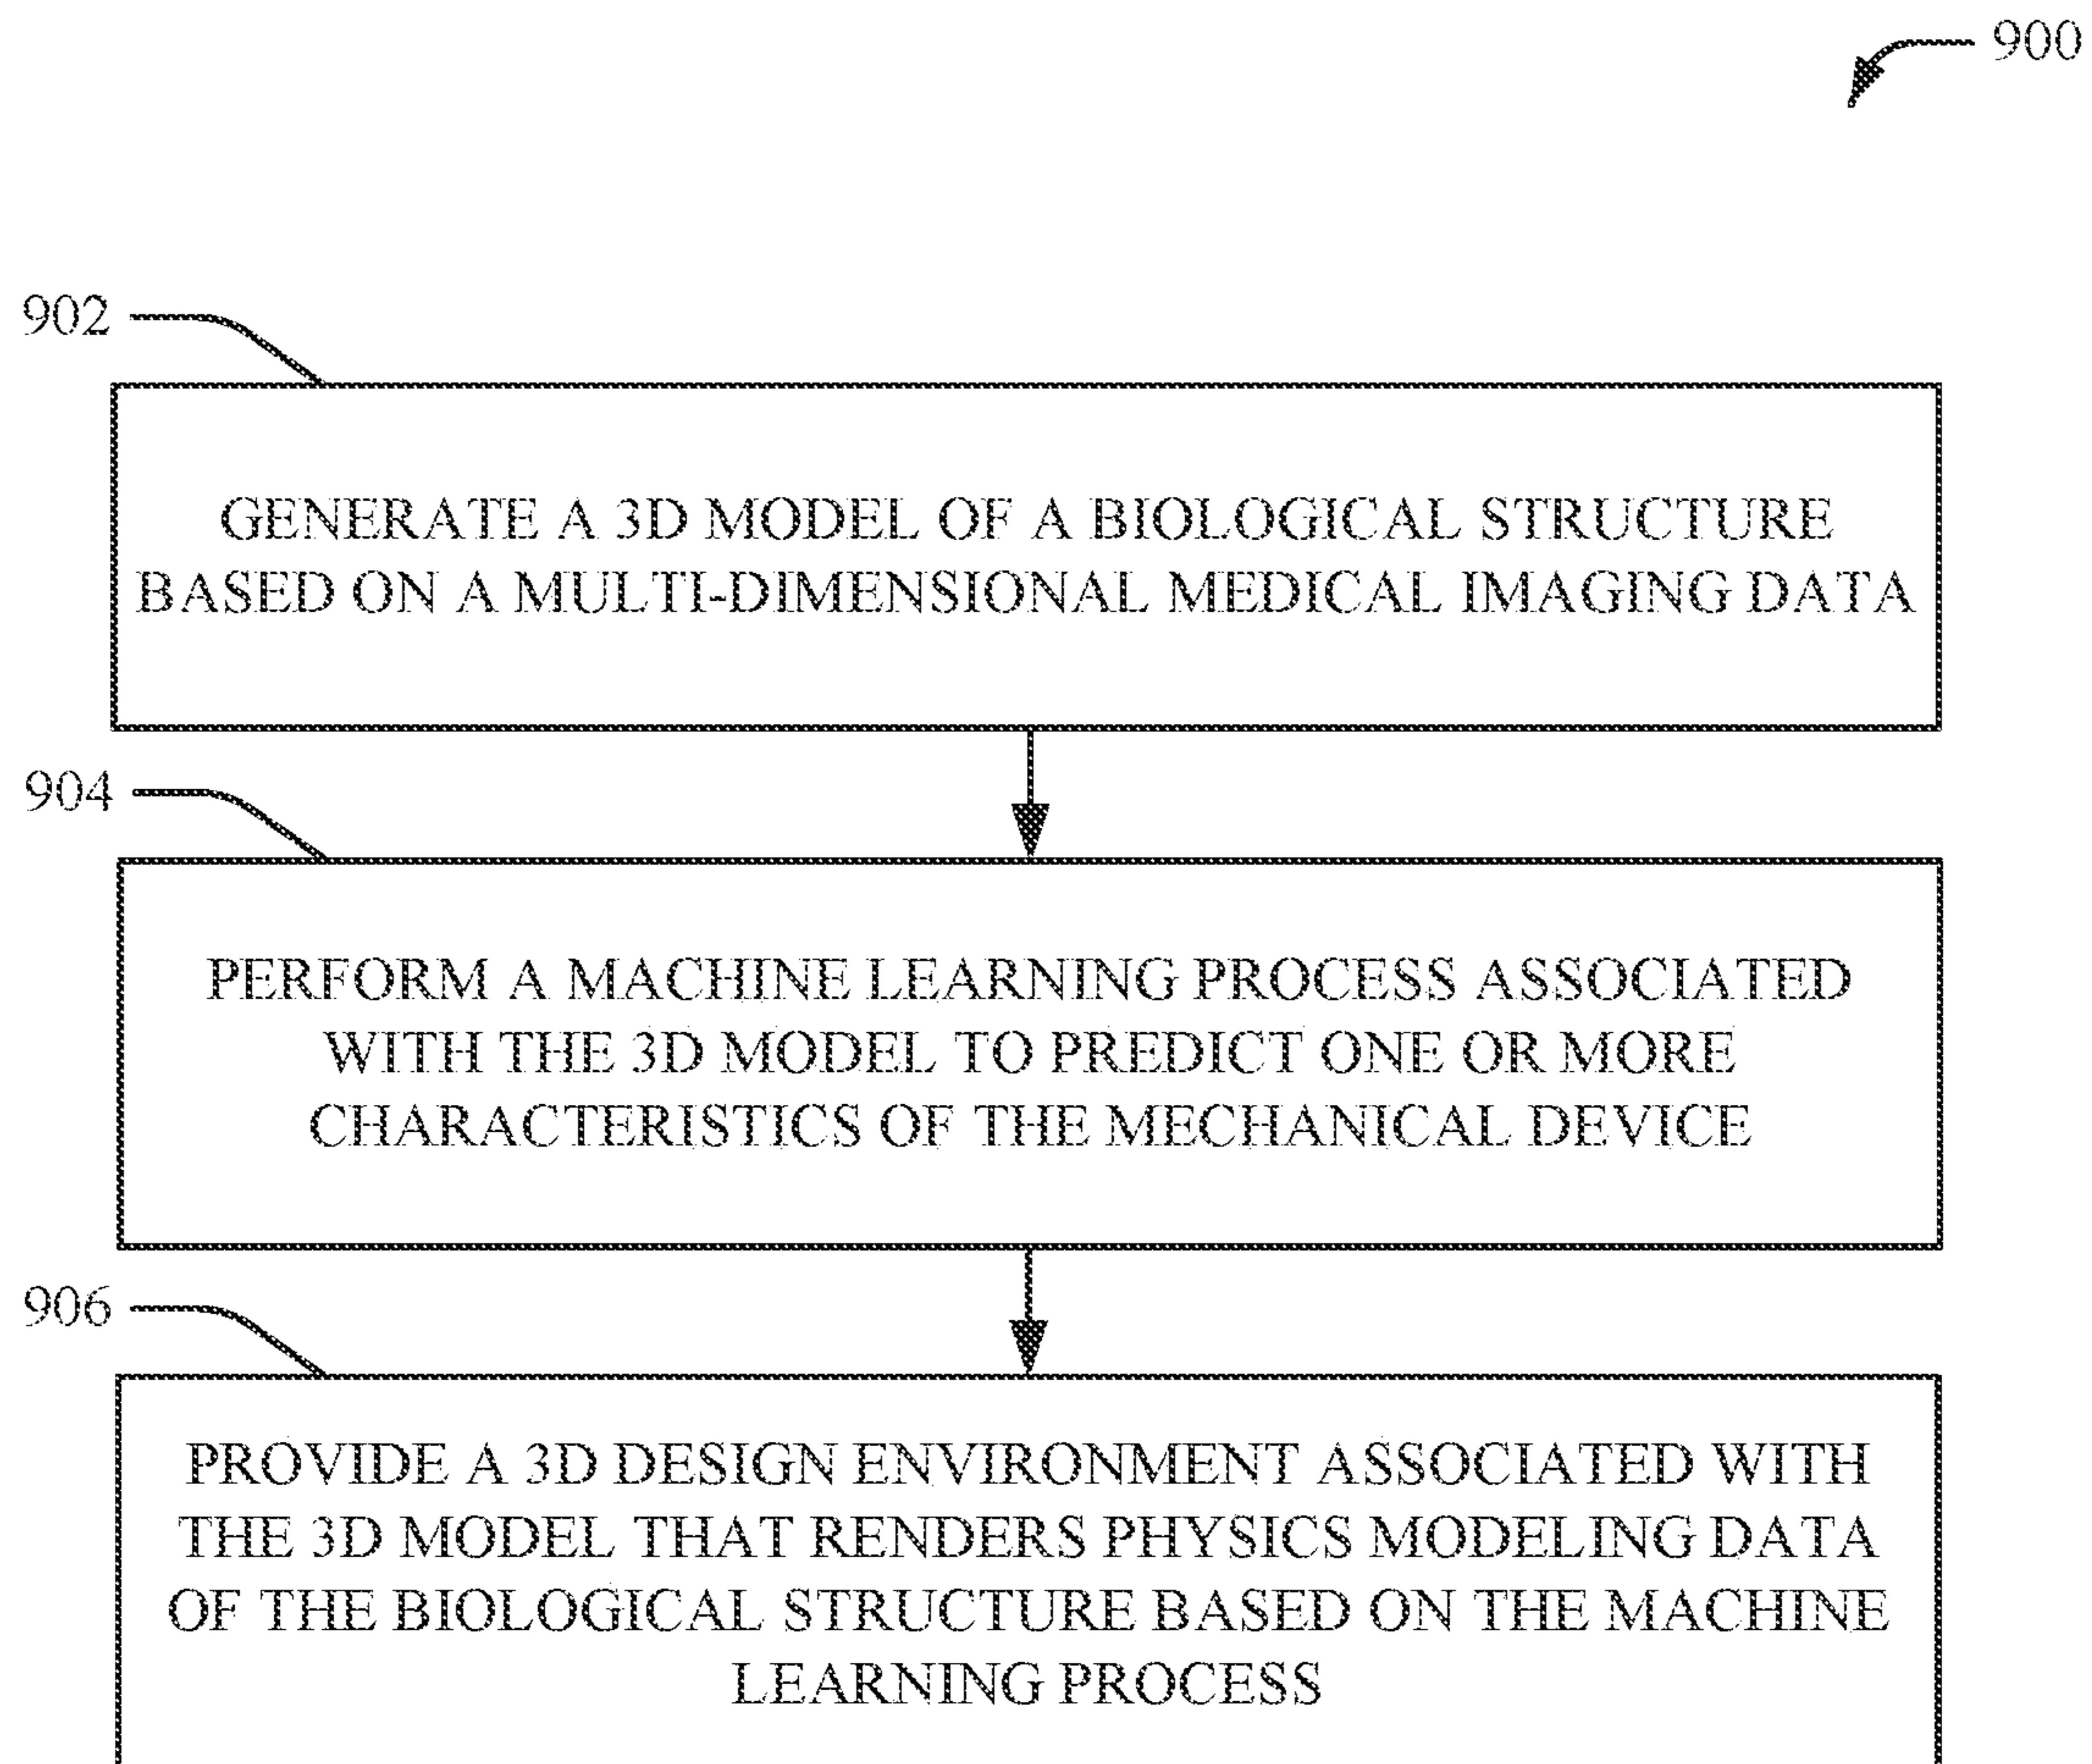 900
902
GENERATE A 3D MODEL OF A BIOLOGICAL STRUCTURE
BASED ON A MULTI-DIMENSIONAL MEDICAL IMAGING DATA
904
PERFORM A MACHINE LEARNING PROCESS ASSOCIATED
WITH THE 3D MODEL TO PREDICT ONE OR MORE
CHARACTERISTICS OF THE MECHANICAL DEVICE
906
PROVIDE A 3D DESIGN ENVIRONMENT ASSOCIATED WITH
THE 3D MODEL THAT RENDERS PHYSICS MODELING DATA
OF THE BIOLOGICAL STRUCTURE BASED ON THE MACHINE
LEARNING PROCESS